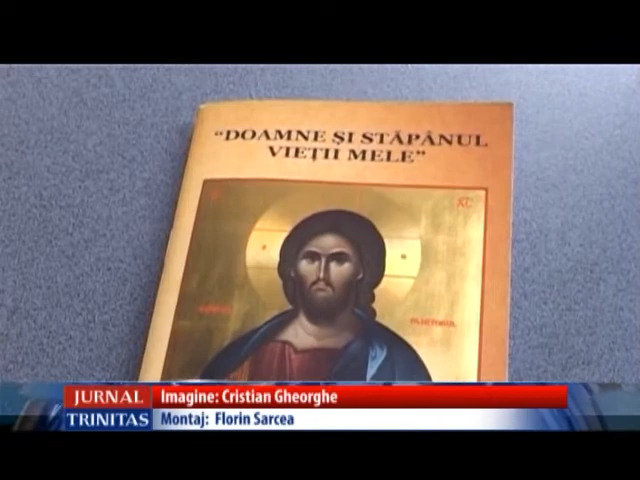 "DOAMNE ȘI STĂPÂNUL
VIEȚII MELE"
JURNAL
TRINITAS
Imagine: Cristian Gheorghe
Montaj: Florin Sarcea